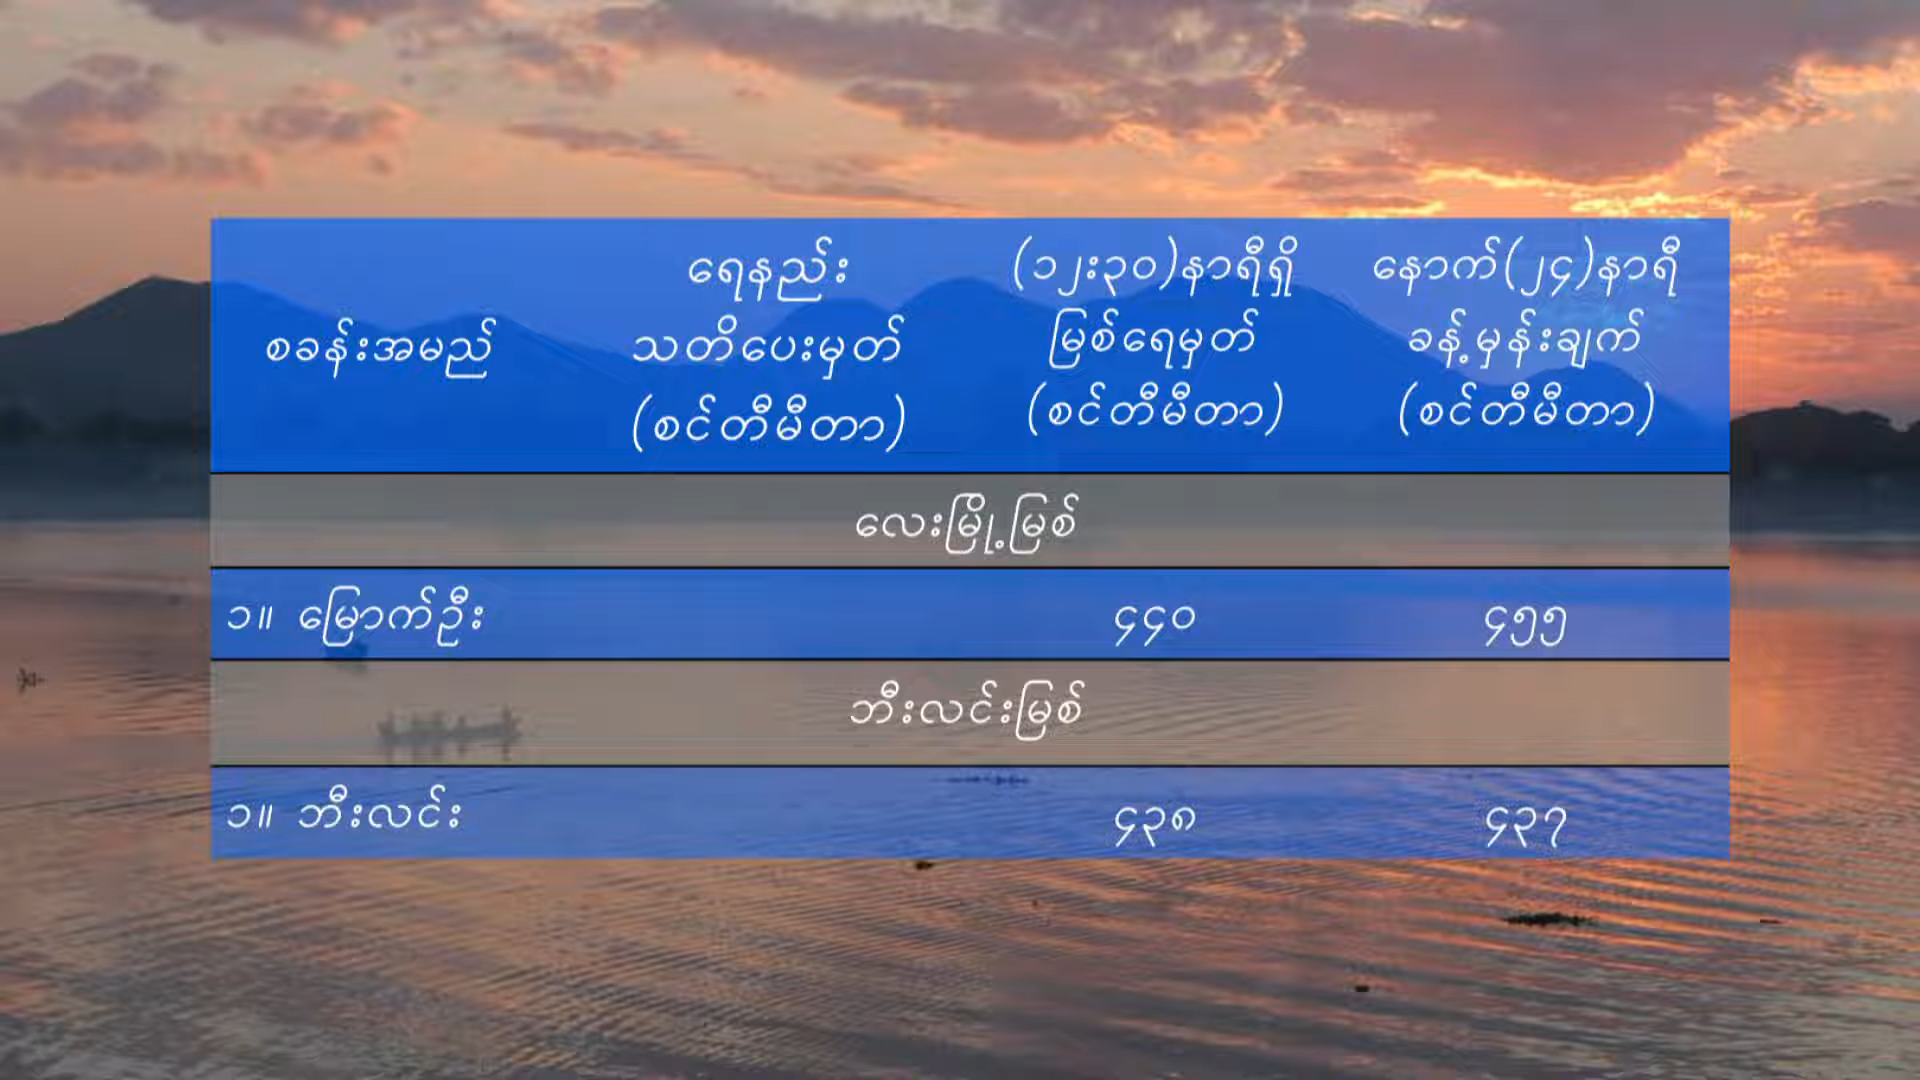 စခန်းအမည်
ရေနည်း
သတိပေးမှတ်
(စင်တီမီတာ)
(၁၂း၃၀)နာရီရှိ
မြစ်ရေမှတ်
(စင်တီမီတာ)
နောက်(၂၄)နာရီ
ခန့်မှန်းချက်
(စင်တီမီတာ)
လေးမြို့မြစ်
၁။ မြောက်ဦး ၄၄၀ ၄၅၅
ဘီးလင်းမြစ်
၁။ ဘီးလင်း ၄၃၈ ၄၃၇